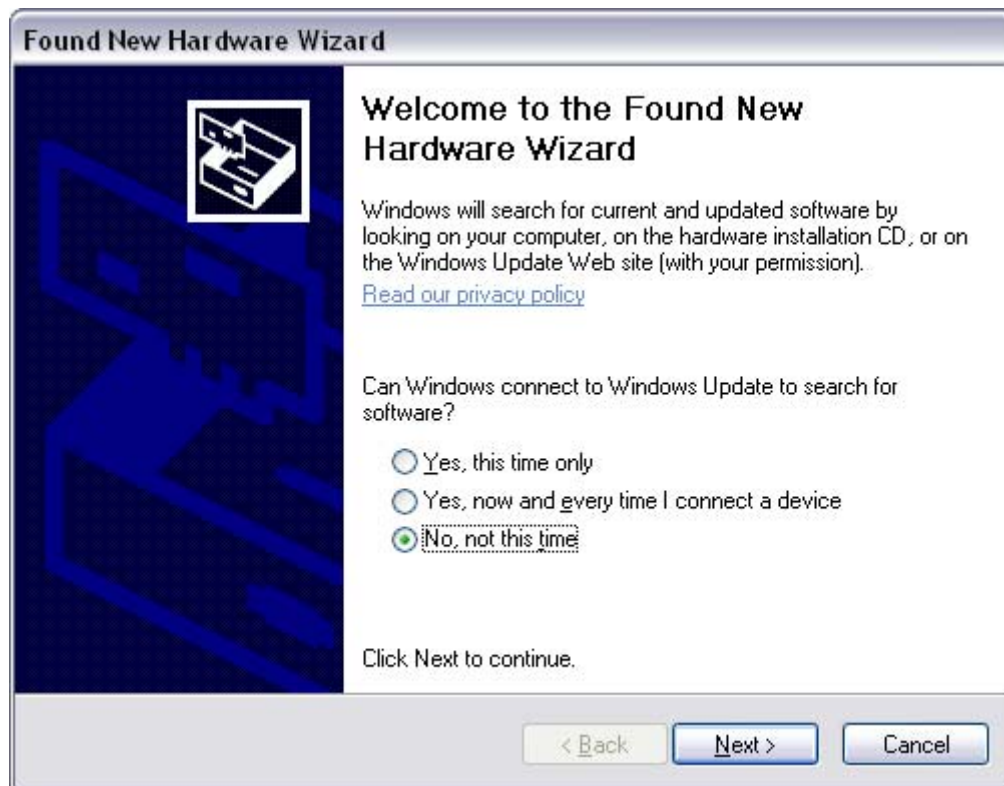 Found New Hardware Wizard
Welcome to the Found New
Hardware Wizard
Windows will search for current and updated software by
looking on your computer, on the hardware installation CD, or on
the Windows Update Web site (with your permission).
Read our privacy policy
Can Windows connect to Windows Update to search for
software?
Yes, this time only
Yes, now and every time I connect a device
No, not this time
Click Next to continue.
< Back
Next >
Cancel